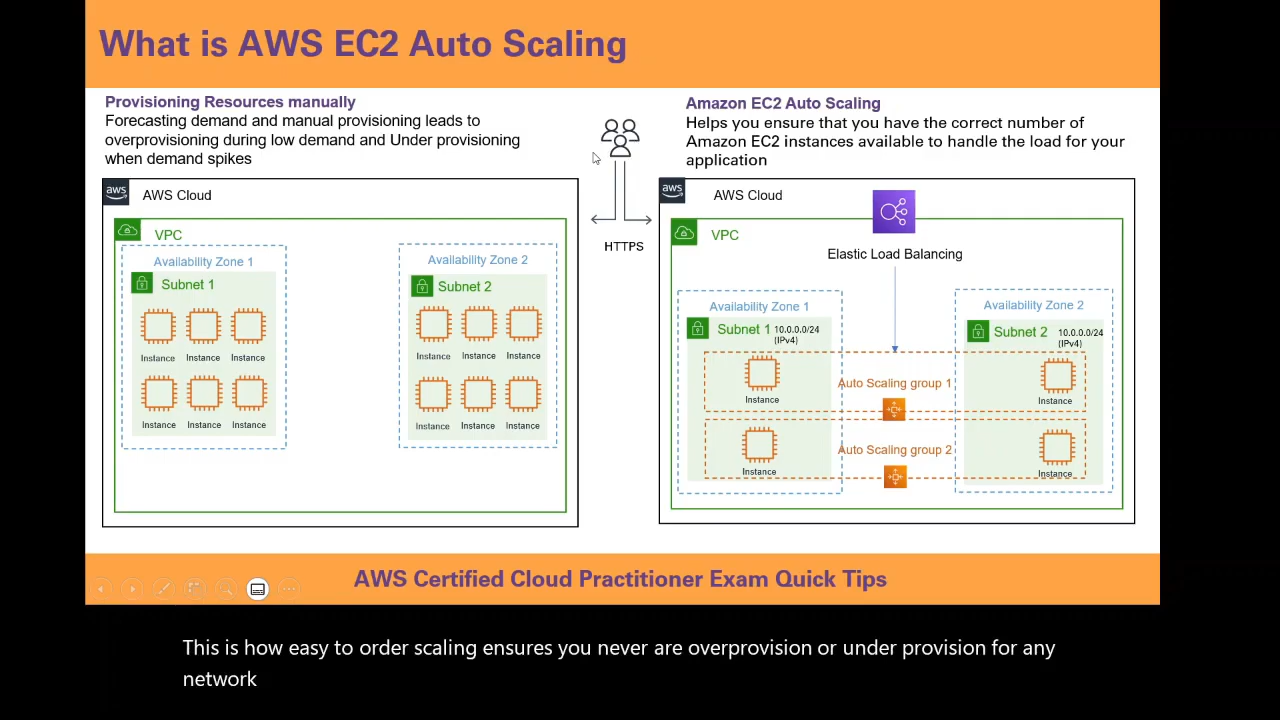 What is AWS EC2 Auto Scaling
Provisioning Resources manually
Forecasting demand and manual provisioning leads to
overprovisioning during low demand and Under provisioning
when demand spikes
aws
AWS Cloud
VPC
Availability Zone 1
Subnet 1
Instance
Instance
Instance
Instance
Instance
Instance
Availability Zone 2
Subnet 2
Instance
Instance
Instance
Instance
Instance
Instance
HTTPS
Amazon EC2 Auto Scaling
Helps you ensure that you have the correct number of
Amazon EC2 instances available to handle the load for your
application
aws
AWS Cloud
VPC
Elastic Load Balancing
Availability Zone 1
Subnet 1 10.0.0.0/24
(IPv4)
Availability Zone 2
Subnet 2 10.0.0.0/24
(IPv4)
Instance
Auto Scaling group 1
Instance
Instance
Auto Scaling group 2
Instance
AWS Certified Cloud Practitioner Exam Quick Tips
This is how easy to order scaling ensures you never are overprovision or under provision for any
network